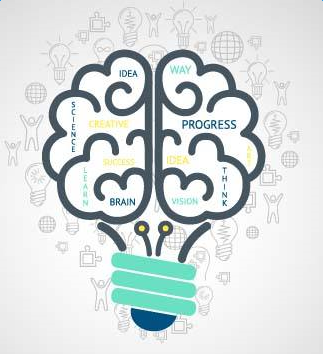 IDEA
WAY
SCIENCE
CREATIVE
PROGRESS
SUCCESS
IDEA
ART
LEARN
BRAIN
VISION
THINK